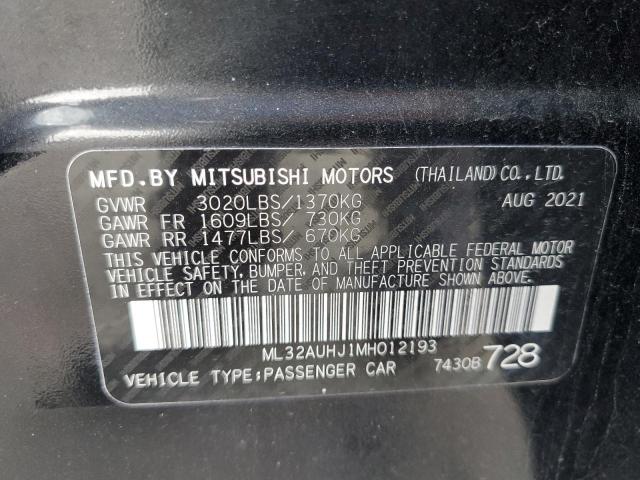 MFD.BY MITSUBISHI MOTORS (THAILAND)CO.,LTD.
GVWR 3020LBS/1370KG AUG 2021
GAWR FR 1609LBS/ 730KG
GAWR RR 1477LBS/ 670KG
THIS VEHICLE CONFORMS TO ALL APPLICABLE FEDERAL MOTOR
VEHICLE SAFETY, BUMPER, AND THEFT PREVENTION STANDARDS
IN EFFECT ON THE DATE OF MANUFACTURE SHOWN ABOVE.
ML32AUHJ1MH012193
VEHICLE TYPE:PASSENGER CAR 7430B 728